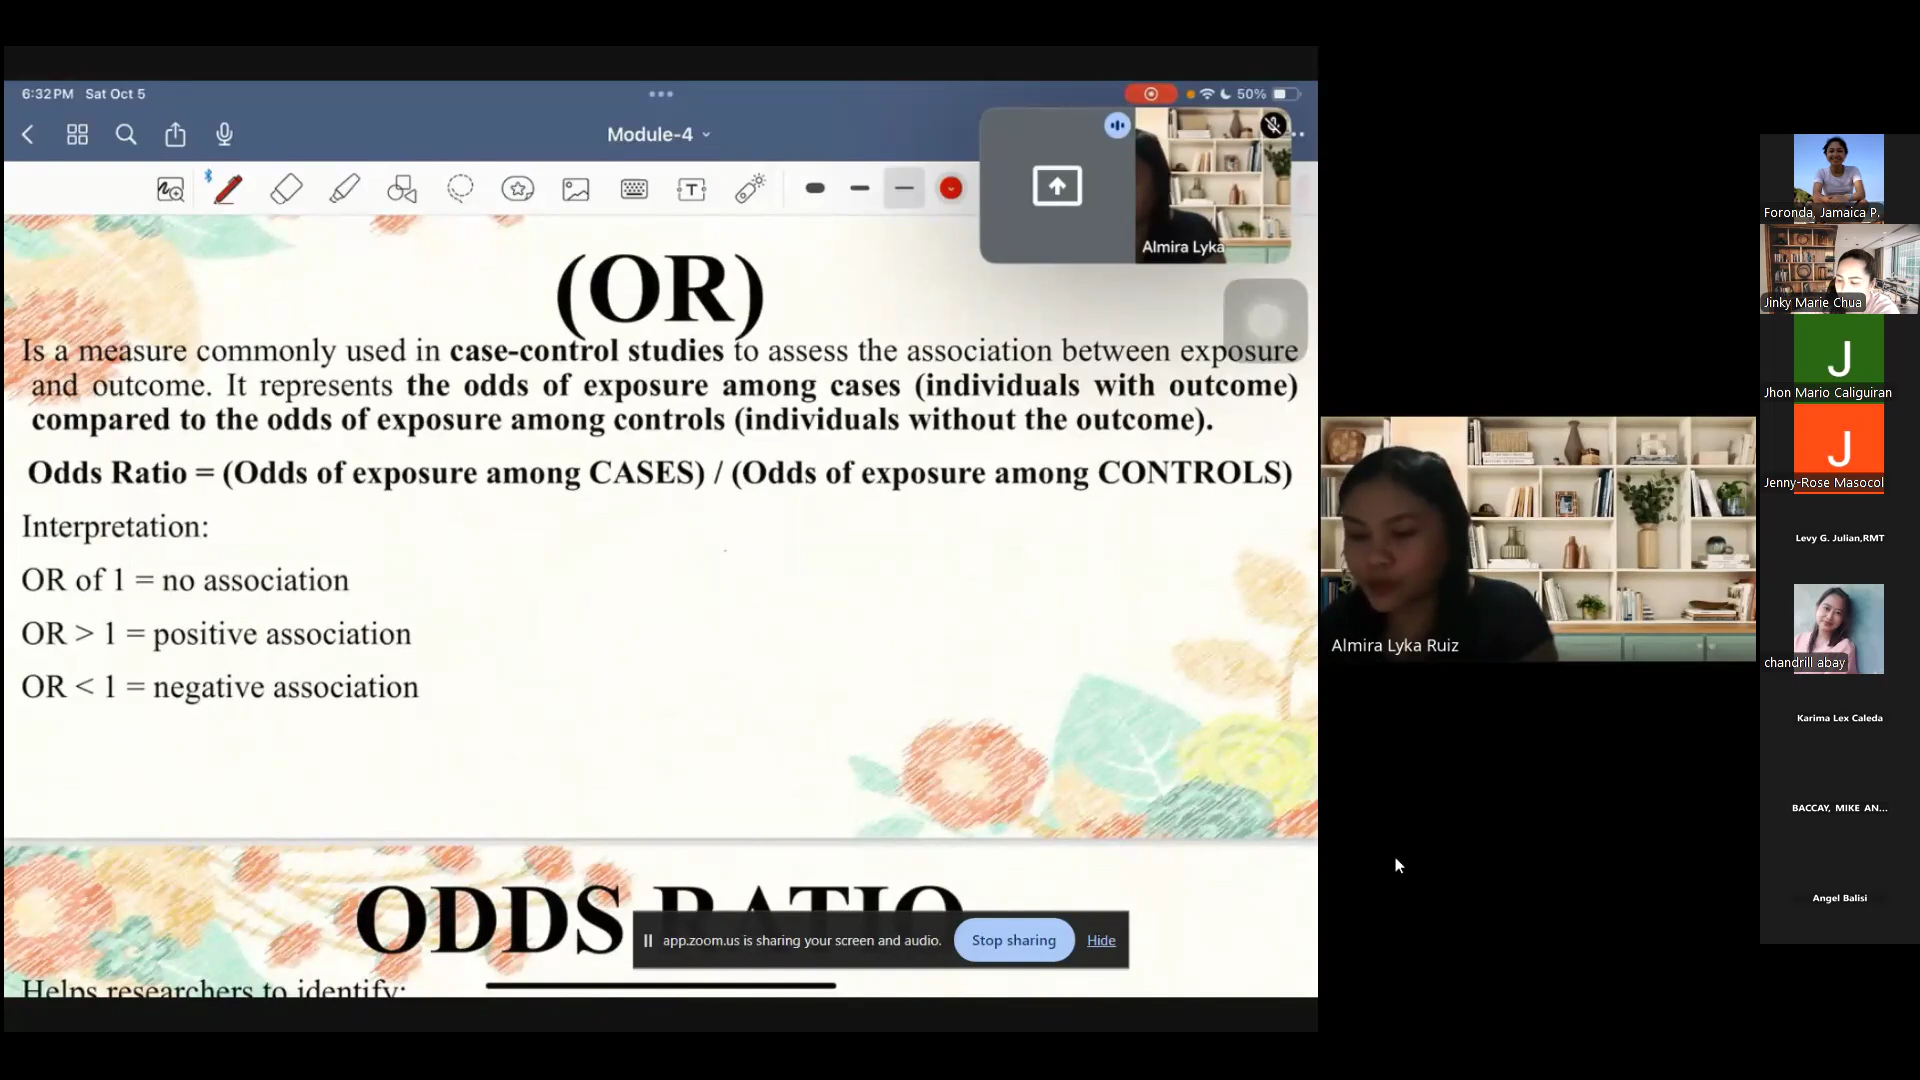 6:32 PM Sat Oct 5
50%
Module-4
Almira Lyka
(OR)
Is a measure commonly used in case-control studies to assess the association between exposure
and outcome. It represents the odds of exposure among cases (individuals with outcome)
compared to the odds of exposure among controls (individuals without the outcome).
Odds Ratio = (Odds of exposure among CASES) / (Odds of exposure among CONTROLS)
Interpretation:
OR of 1 = no association
OR > 1 = positive association
OR < 1 = negative association
ODDS RATIO
app.zoom.us is sharing your screen and audio.
Stop sharing
Hide
Helps researchers to identify:
Almira Lyka Ruiz
Foronda, Jamaica P.
Jinky Marie Chua
J
Jhon Mario Caliguiran
J
Jenny-Rose Masocol
Levy G. Julian,RMT
chandrill abay
Karima Lex Caleda
BACCAY, MIKE AN...
Angel Balisi